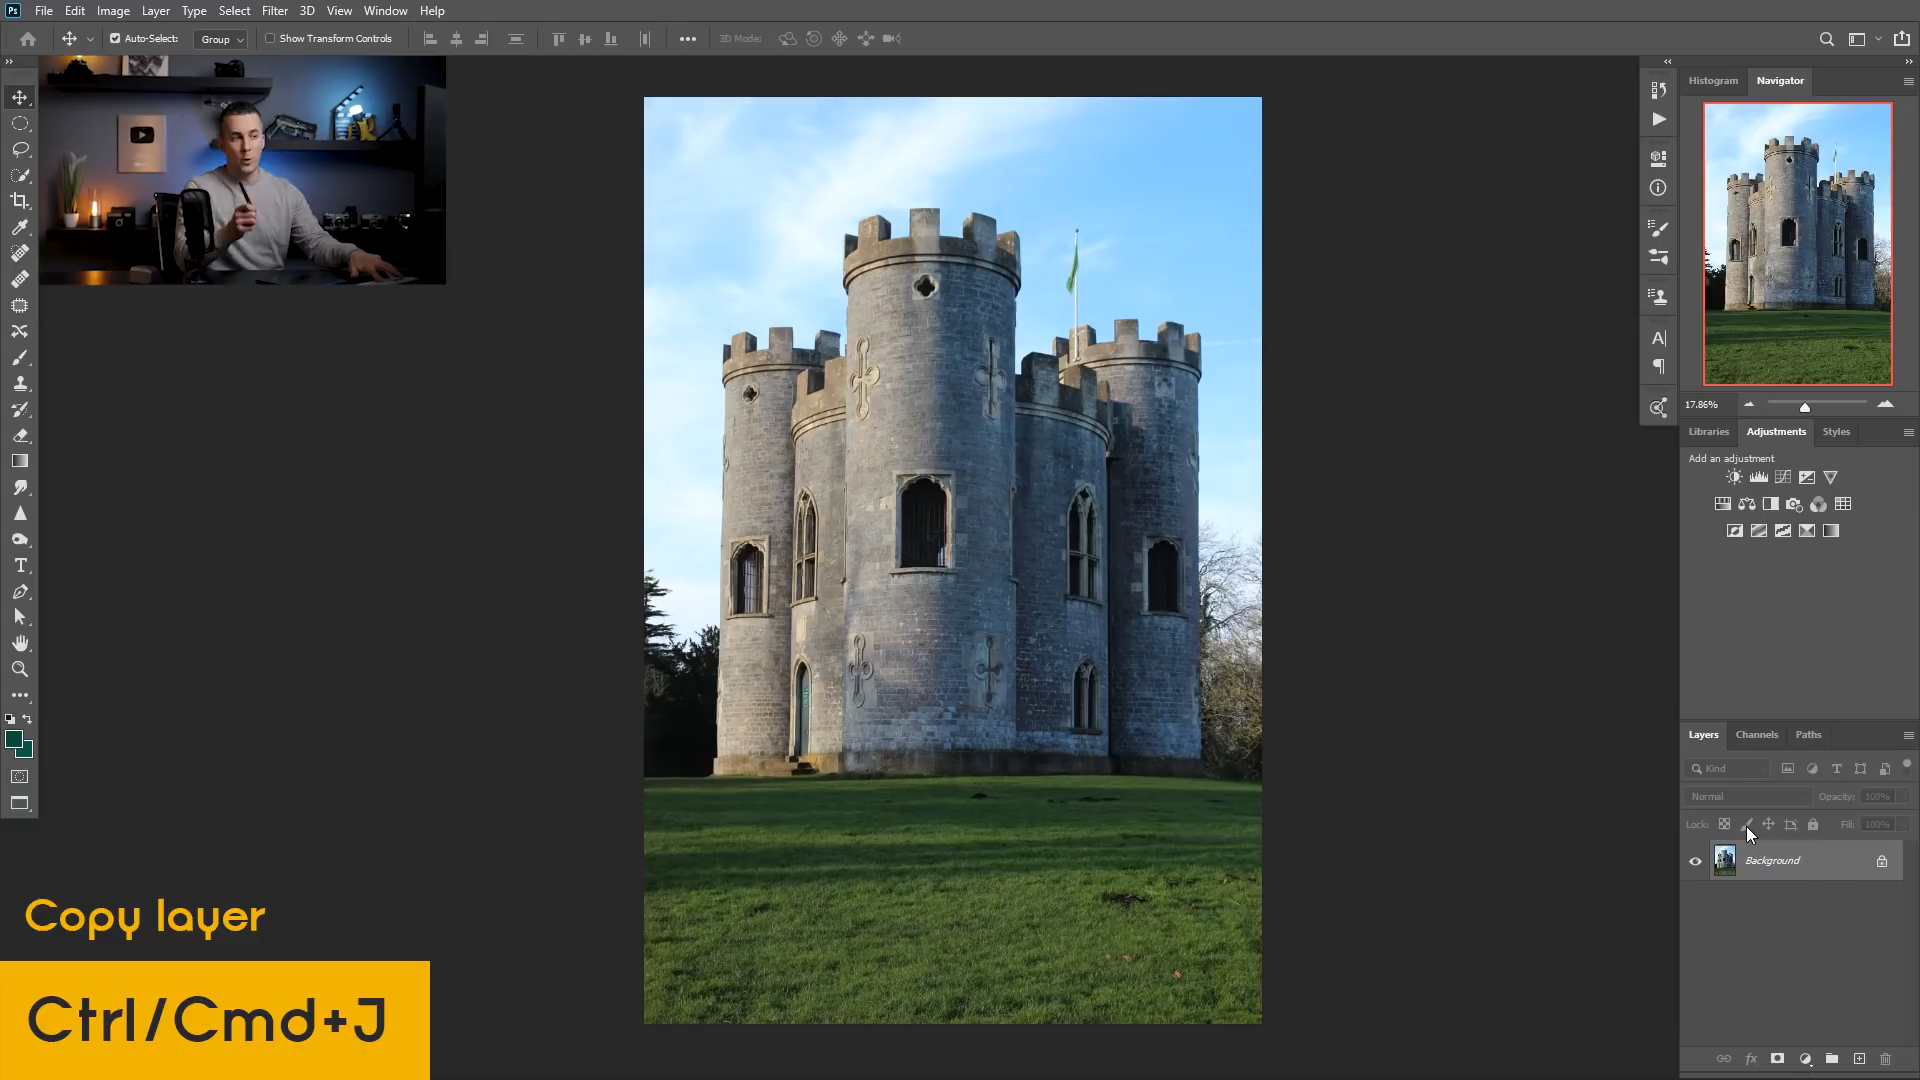 Ps File Edit Image Layer Type Select Filter 3D View Window Help
Auto-Select: Group Show Transform Controls 3D Mode:
Histogram Navigator
17.86%
Libraries Adjustments Styles
Add an adjustment
Layers Channels Paths
Kind
Normal Opacity: 100%
Lock: Fill: 100%
Background
fx
Copy layer
Ctrl/Cmd+J